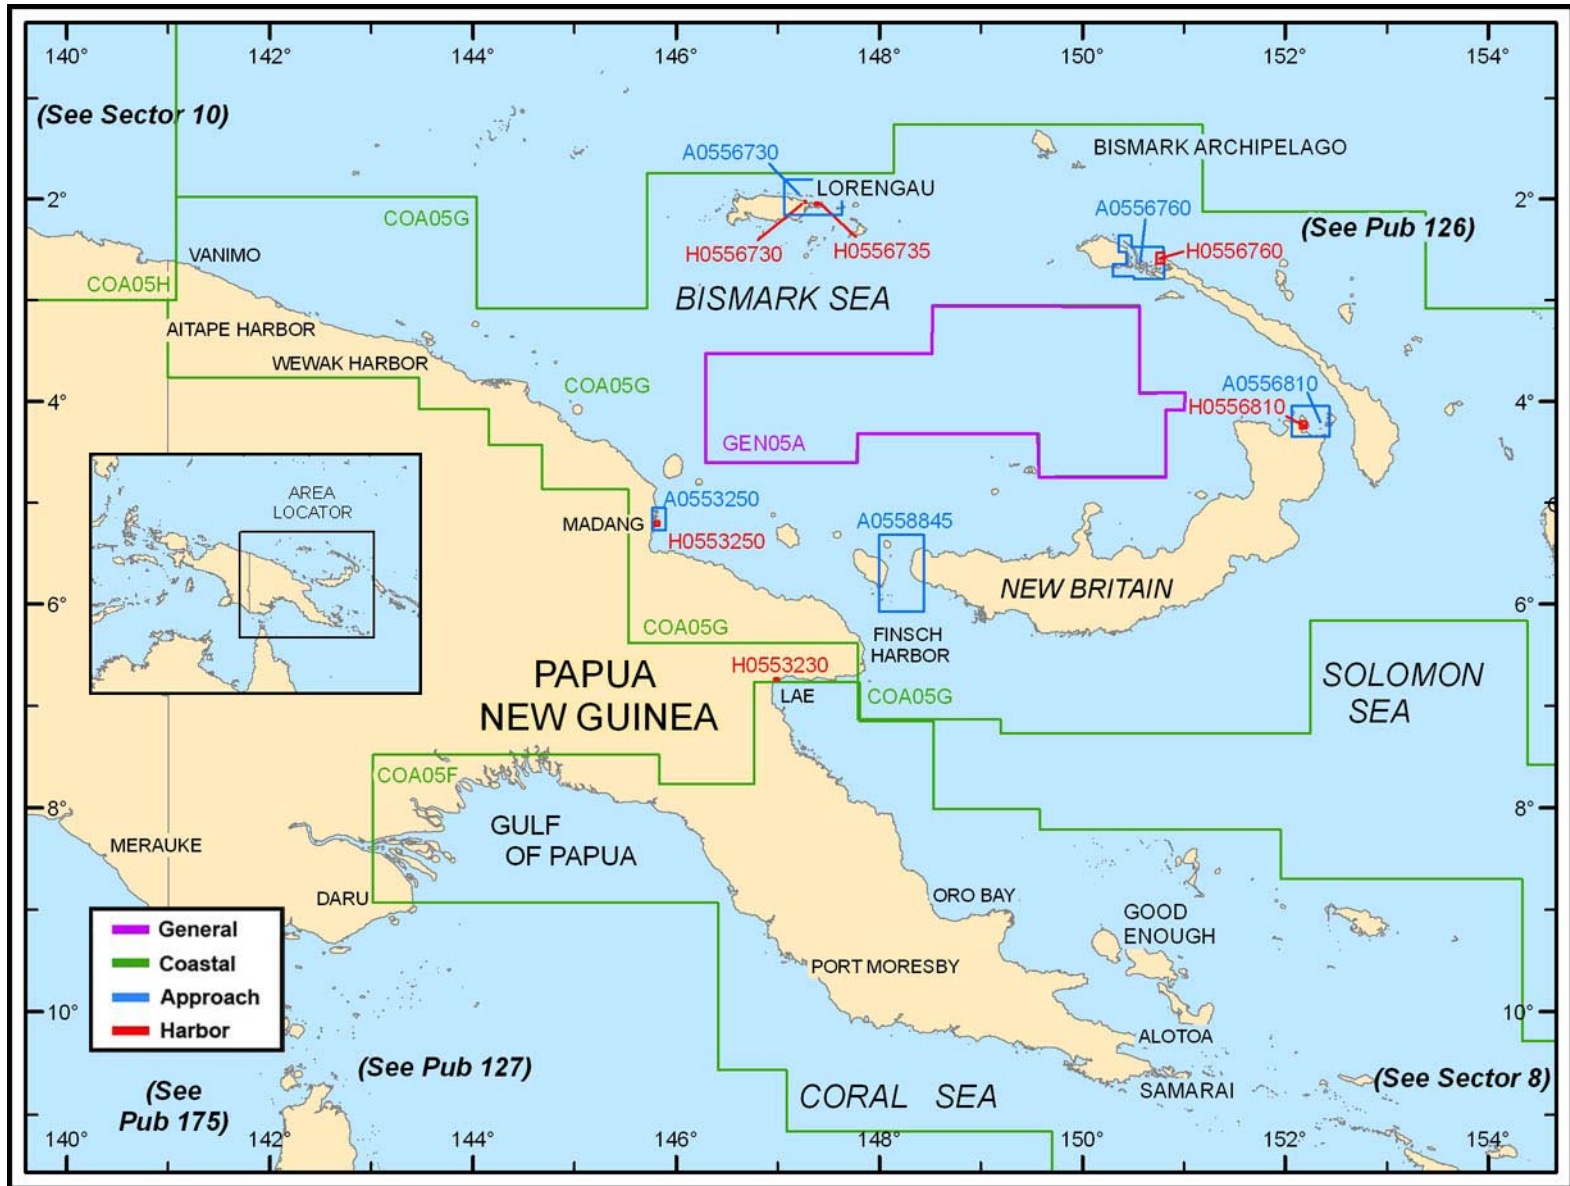 140° 142° 144° 146° 148° 150° 152° 154°
(See Sector 10)
BISMARK ARCHIPELAGO
A0556730
LORENGAU
2°
2°
COA05G
A0556760
(See Pub 126)
H0556730
H0556735
H0556760
VANIMO
COA05H
BISMARK SEA
AITAPE HARBOR
WEWAK HARBOR
COA05G
A0556810
4°
4°
H0556810
GEN05A
AREA
LOCATOR
A0553250
6°
MADANG
A0558845
H0553250
NEW BRITAIN
6°
6°
COA05G
FINSCH
HARBOR
H0553230
PAPUA
NEW GUINEA
LAE
COA05G
SOLOMON
SEA
COA05F
8°
8°
GULF
OF PAPUA
MERAUKE
DARU
ORO BAY
GOOD
ENOUGH
General
Coastal
Approach
Harbor
PORT MORESBY
10°
10°
ALOTOA
(See Pub 127)
(See Sector 8)
(See
Pub 175)
CORAL SEA
SAMARAI
140° 142° 144° 146° 148° 150° 152° 154°